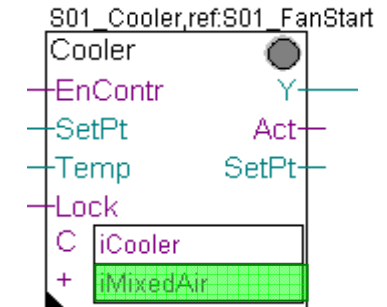 S01_Cooler,ref:S01_FanStart
Cooler
EnContr Y
SetPt Act
Temp SetPt
Lock
C iCooler
+ iMixedAir